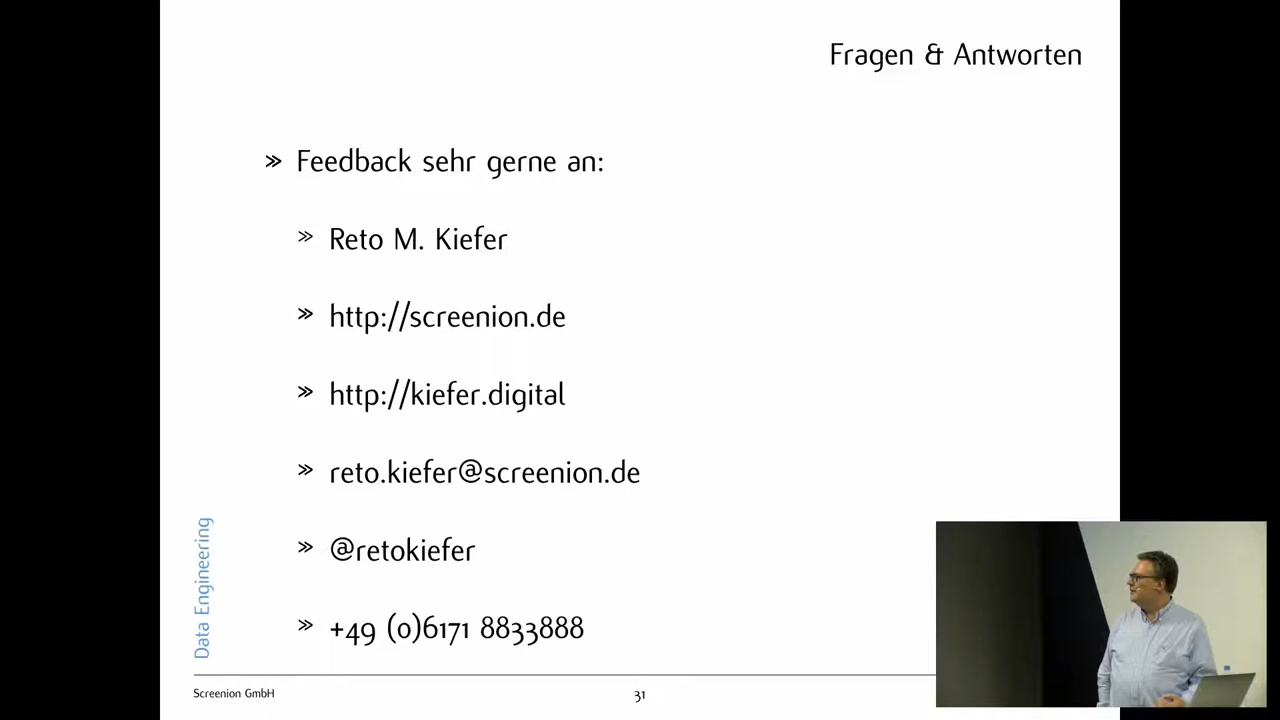 Fragen & Antworten
» Feedback sehr gerne an:
» Reto M. Kiefer
» http://screenion.de
» http://kiefer.digital
» reto.kiefer@screenion.de
» @retokiefer
» +49 (0)6171 8833888
Data Engineering
Screenion GmbH
31